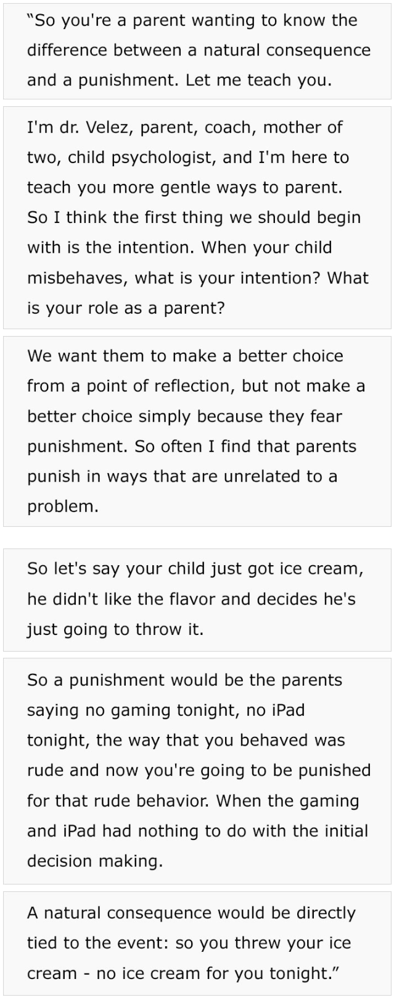 “So you're a parent wanting to know the
difference between a natural consequence
and a punishment. Let me teach you.
I'm dr. Velez, parent, coach, mother of
two, child psychologist, and I'm here to
teach you more gentle ways to parent.
So I think the first thing we should begin
with is the intention. When your child
misbehaves, what is your intention? What
is your role as a parent?
We want them to make a better choice
from a point of reflection, but not make a
better choice simply because they fear
punishment. So often I find that parents
punish in ways that are unrelated to a
problem.
So let's say your child just got ice cream,
he didn't like the flavor and decides he's
just going to throw it.
So a punishment would be the parents
saying no gaming tonight, no iPad
tonight, the way that you behaved was
rude and now you're going to be punished
for that rude behavior. When the gaming
and iPad had nothing to do with the initial
decision making.
A natural consequence would be directly
tied to the event: so you threw your ice
cream - no ice cream for you tonight.”